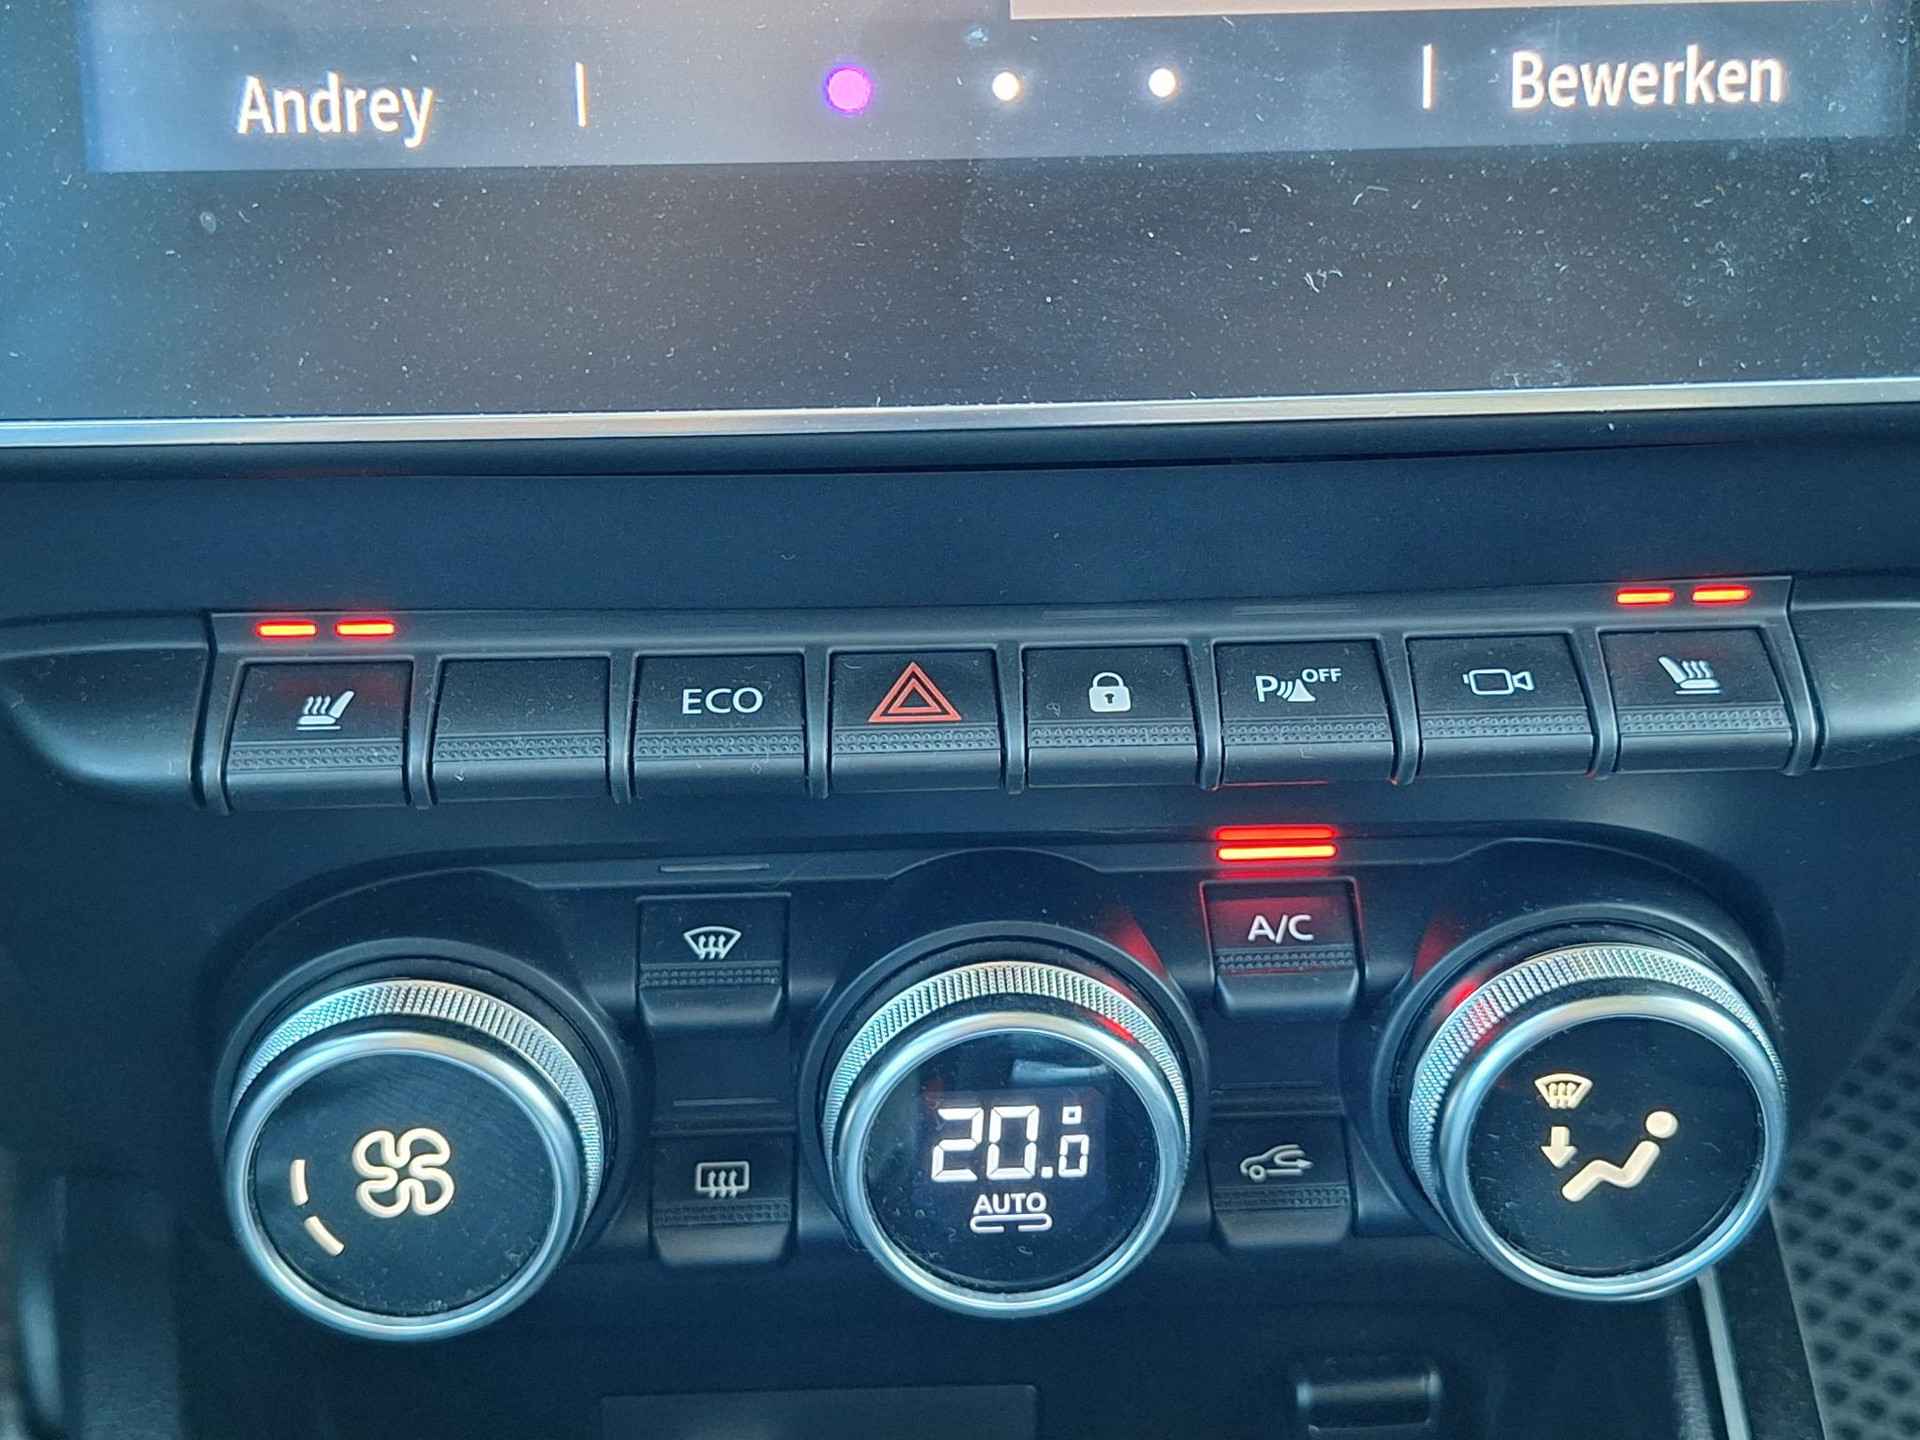 Andrey | Bewerken
ECO
P OFF
A/C
20.0°
AUTO